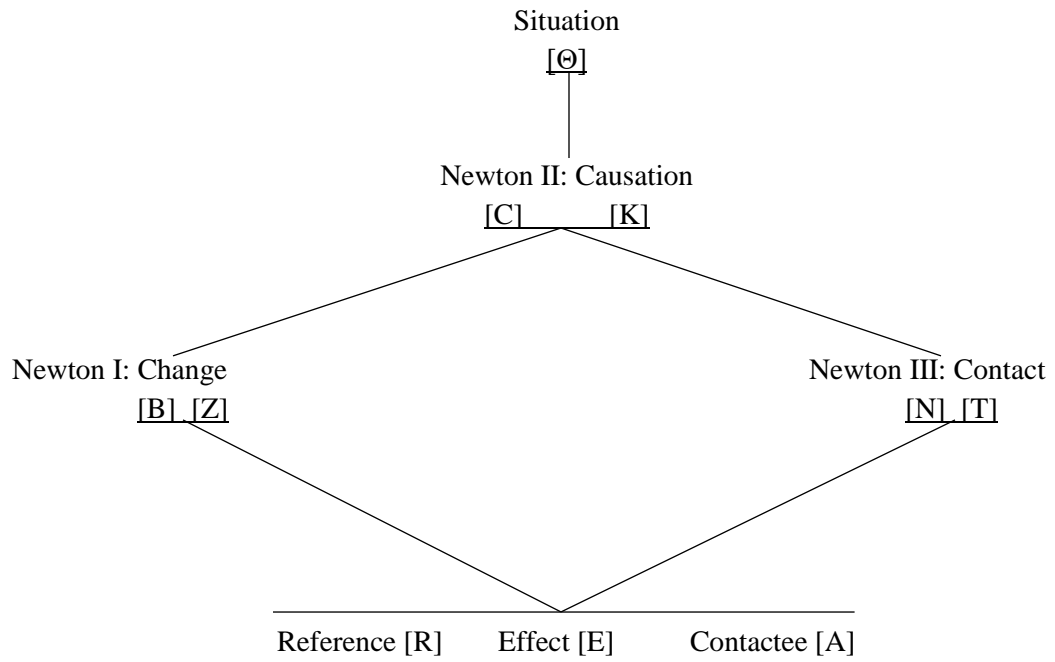 Situation
[Θ]
Newton II: Causation
[C] [K]
Newton I: Change
[B] [Z]
Newton III: Contact
[N] [T]
Reference [R] Effect [E] Contactee [A]